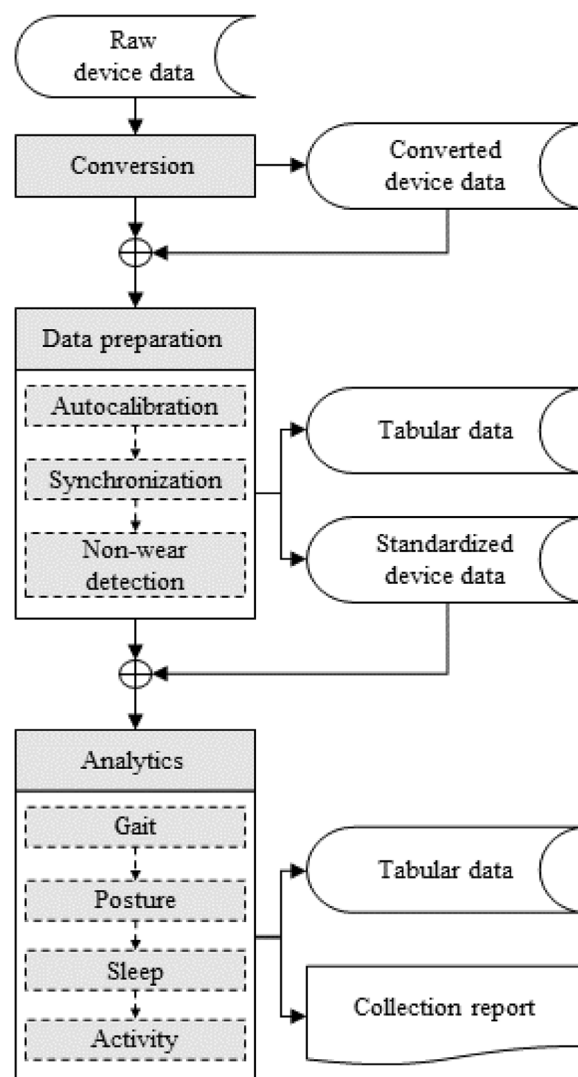 Raw
device data
Conversion
Converted
device data
Data preparation
Autocalibration
Synchronization
Non-wear
detection
Tabular data
Standardized
device data
Analytics
Gait
Posture
Sleep
Activity
Tabular data
Collection report